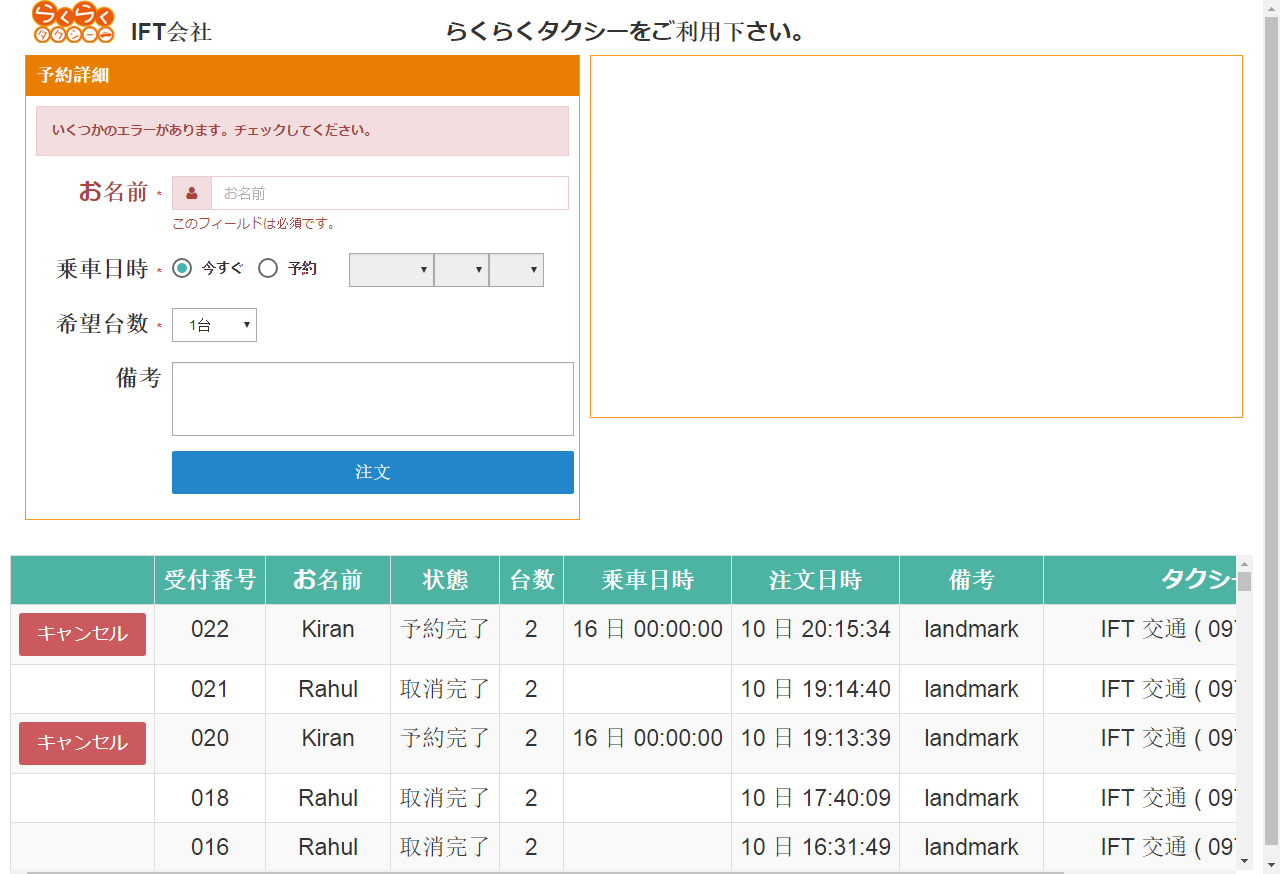 らくらく
タクシー
IFT会社
らくらくタクシーをご利用下さい。
予約詳細
いくつかのエラーがあります。チェックしてください。
お名前 *
お名前
このフィールドは必須です。
乗車日時 * 今すぐ 予約
希望台数 * 1台
備考
注文
受付番号 お名前 状態 台数 乗車日時 注文日時 備考 タクシー
キャンセル 022 Kiran 予約完了 2 16 日 00:00:00 10 日 20:15:34 landmark IFT 交通 ( 097
021 Rahul 取消完了 2 10 日 19:14:40 landmark IFT 交通 ( 097
キャンセル 020 Kiran 予約完了 2 16 日 00:00:00 10 日 19:13:39 landmark IFT 交通 ( 097
018 Rahul 取消完了 2 10 日 17:40:09 landmark IFT 交通 ( 097
016 Rahul 取消完了 2 10 日 16:31:49 landmark IFT 交通 ( 097